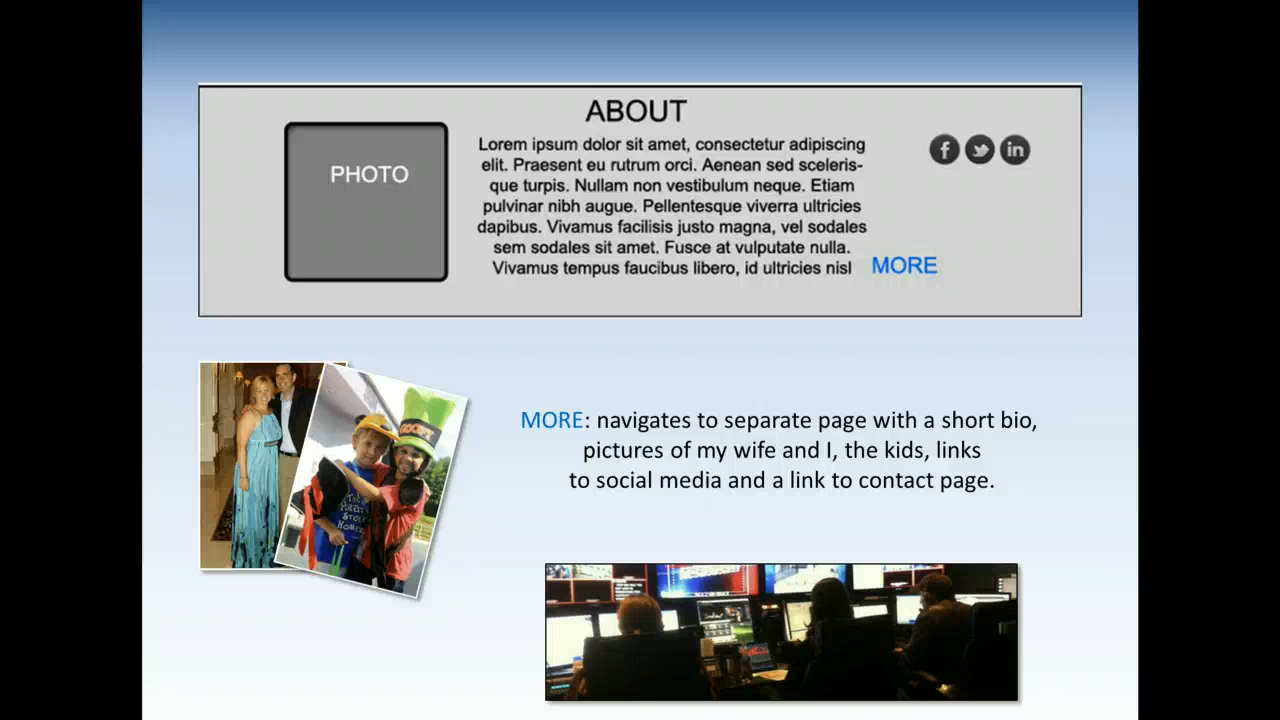 ABOUT
PHOTO
Lorem ipsum dolor sit amet, consectetur adipiscing
elit. Praesent eu rutrum orci. Aenean sed sceleris-
que turpis. Nullam non vestibulum neque. Etiam
pulvinar nibh augue. Pellentesque viverra ultricies
dapibus. Vivamus facilisis justo magna, vel sodales
sem sodales sit amet. Fusce at vulputate nulla.
Vivamus tempus faucibus libero, id ultricies nisl MORE
f in
MORE: navigates to separate page with a short bio,
pictures of my wife and I, the kids, links
to social media and a link to contact page.